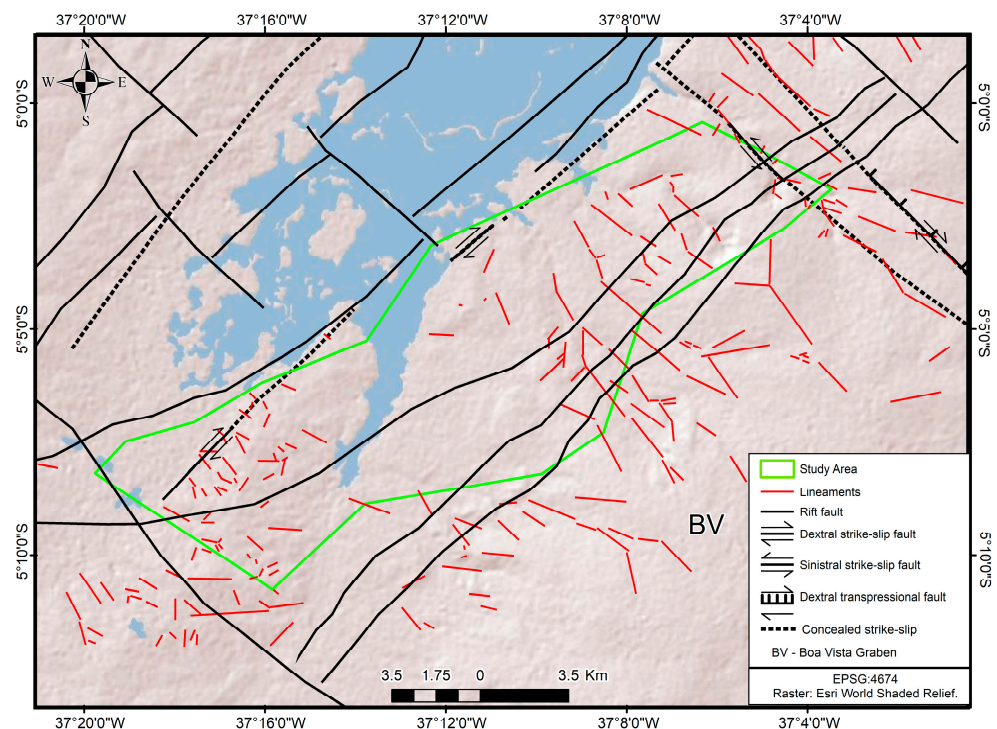 37°20'0"W 37°16'0"W 37°12'0"W 37°8'0"W 37°4'0"W
N
W E
S
5°0'0"S 5°0'0"S
5°5'0"S 5°5'0"S
5°10'0"S 5°10'0"S
BV
Study Area
Lineaments
Rift fault
Dextral strike-slip fault
Sinistral strike-slip fault
Dextral transpressional fault
Concealed strike-slip
BV - Boa Vista Graben
EPSG:4674
Raster: Esri World Shaded Relief.
3.5 1.75 0 3.5 Km
37°20'0"W 37°16'0"W 37°12'0"W 37°8'0"W 37°4'0"W